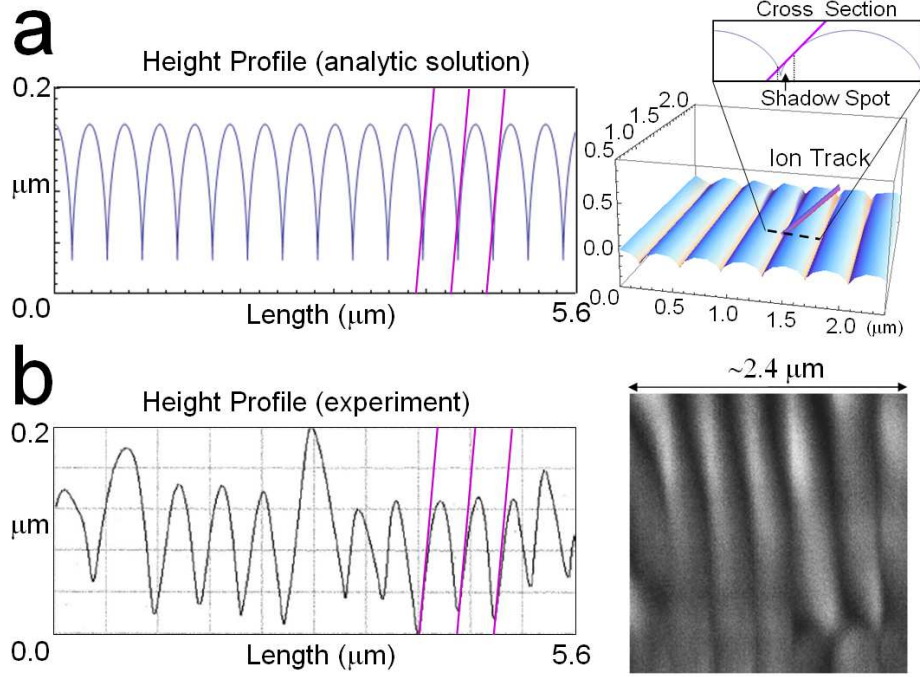 a
Height Profile (analytic solution)
0.2
μm
0.0
Length (μm)
5.6
Cross Section
Shadow Spot
Ion Track
2.0
1.5
1.0
0.5
0.5
0.0
0.0
0.5
1.0
1.5
2.0
(μm)
b
Height Profile (experiment)
0.2
μm
0.0
Length (μm)
5.6
~2.4 μm